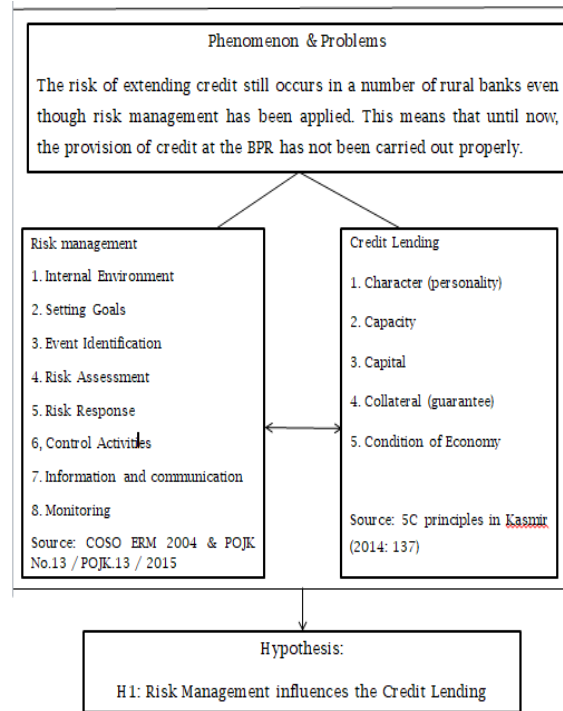 Phenomenon & Problems
The risk of extending credit still occurs in a number of rural banks even
though risk management has been applied. This means that until now,
the provision of credit at the BPR has not been carried out properly.
Risk management
1. Internal Environment
2. Setting Goals
3. Event Identification
4. Risk Assessment
5. Risk Response
6, Control Activities
7. Information and communication
8. Monitoring
Source: COSO ERM 2004 & POJK
No.13 / POJK.13 / 2015
Credit Lending
1. Character (personality)
2. Capacity
3. Capital
4. Collateral (guarantee)
5. Condition of Economy
Source: 5C principles in Kasmir
(2014: 137)
Hypothesis:
H1: Risk Management influences the Credit Lending